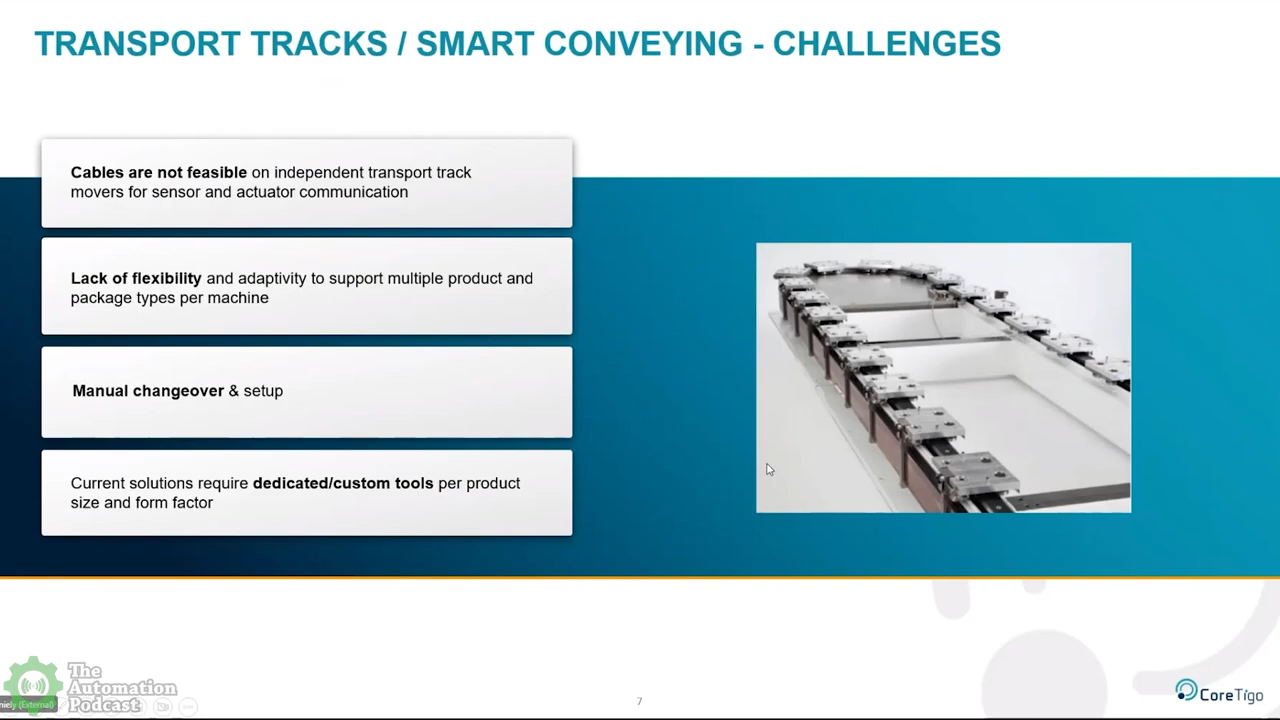 TRANSPORT TRACKS / SMART CONVEYING - CHALLENGES
Cables are not feasible on independent transport track
movers for sensor and actuator communication
Lack of flexibility and adaptivity to support multiple product and
package types per machine
Manual changeover & setup
Current solutions require dedicated/custom tools per product
size and form factor
The
Automation
Podcast
(External)
7
CoreTigo